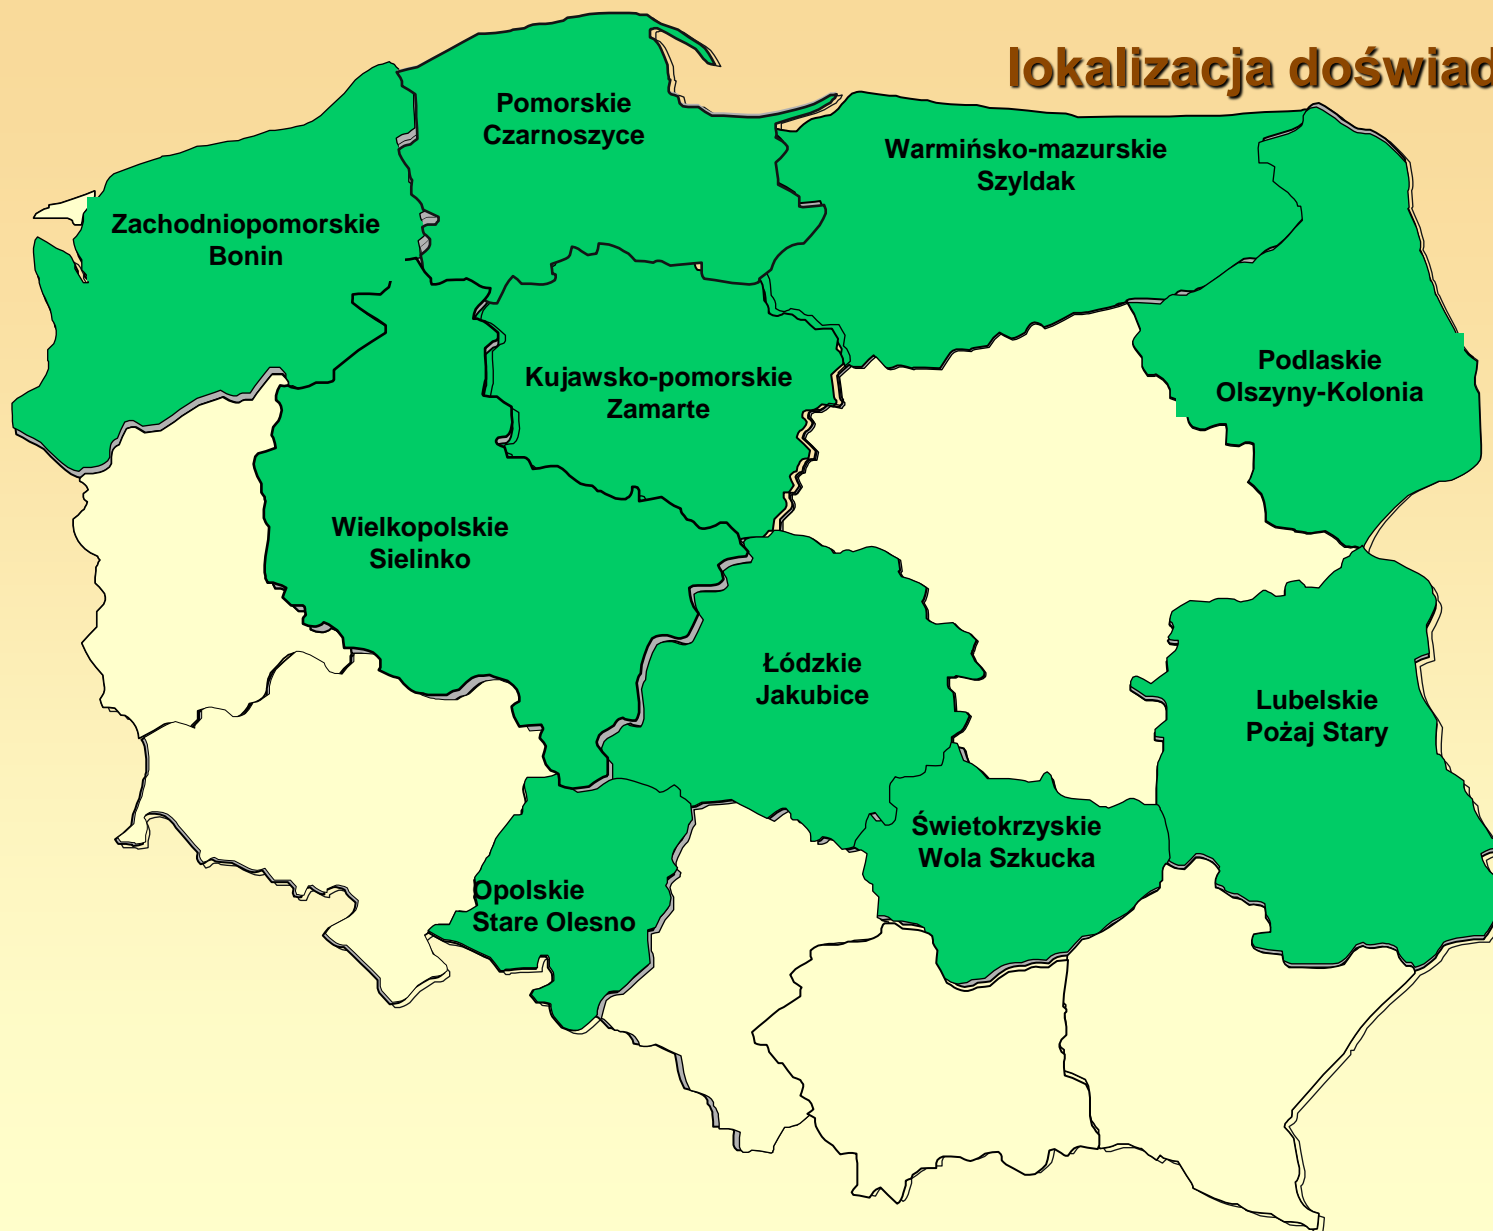 lokalizacja doświad
Pomorskie
Czarnoszyce
Warmińsko-mazurskie
Szyldak
Zachodniopomorskie
Bonin
Podlaskie
Olszyny-Kolonia
Kujawsko-pomorskie
Zamarte
Wielkopolskie
Sielinko
Łódzkie
Jakubice
Lubelskie
Pożaj Stary
Świetokrzyskie
Wola Szkucka
Opolskie
Stare Olesno